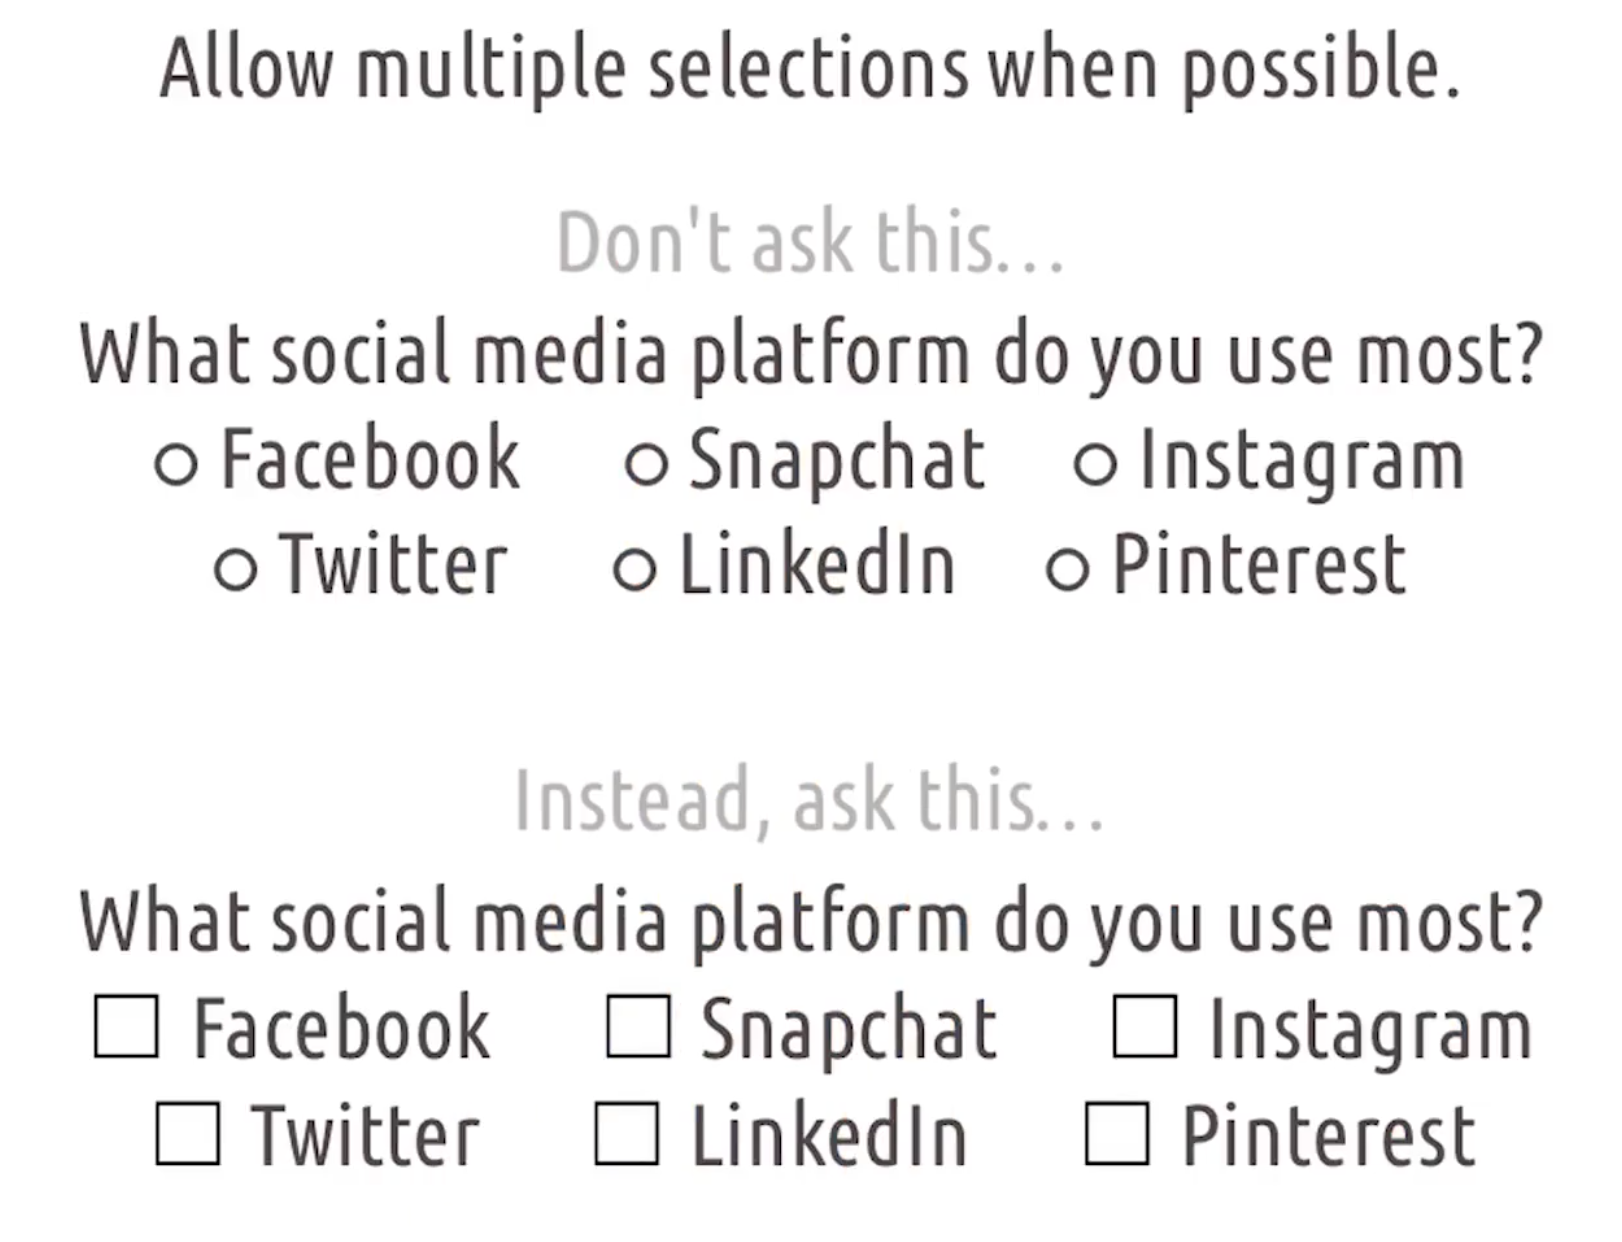 Allow multiple selections when possible.
Don't ask this...
What social media platform do you use most?
○ Facebook ○ Snapchat ○ Instagram
○ Twitter ○ LinkedIn ○ Pinterest
Instead, ask this...
What social media platform do you use most?
☐ Facebook ☐ Snapchat ☐ Instagram
☐ Twitter ☐ LinkedIn ☐ Pinterest